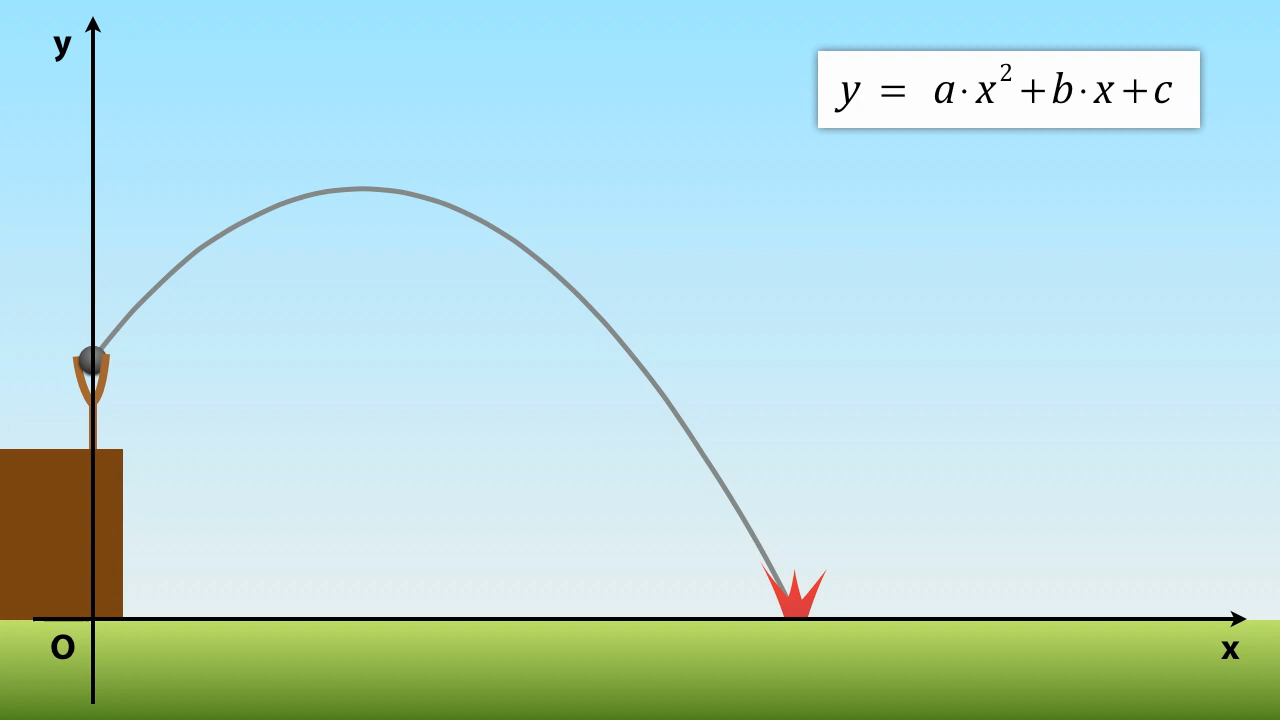 y
y = a·x²+b·x+c
O
x